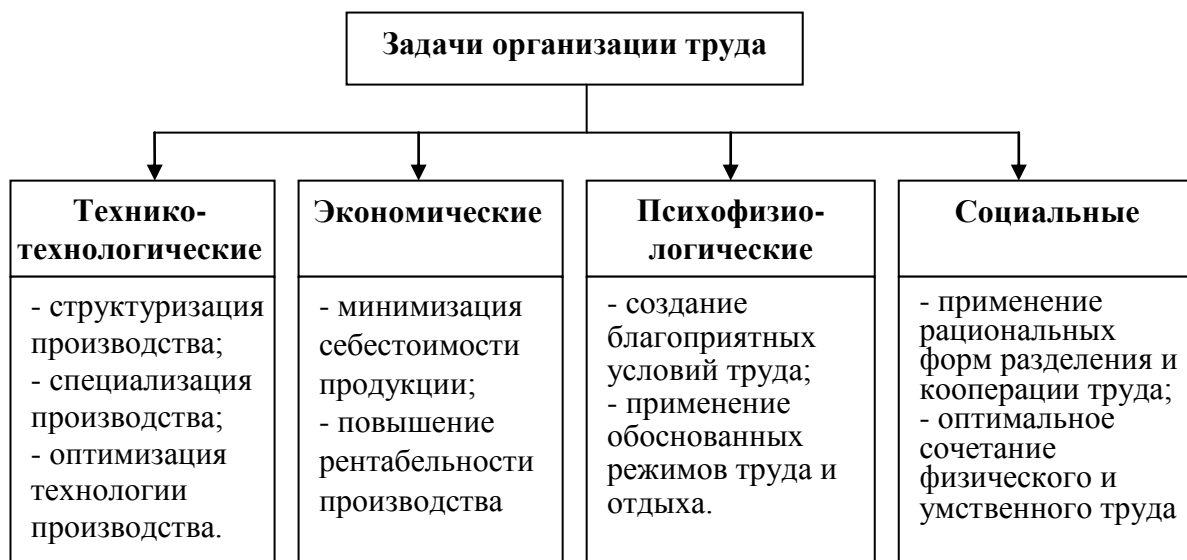 Задачи организации труда
Технико-
технологические
- структуризация
производства;
- специализация
производства;
- оптимизация
технологии
производства.
Экономические
- минимизация
себестоимости
продукции;
- повышение
рентабельности
производства
Психофизио-
логические
- создание
благоприятных
условий труда;
- применение
обоснованных
режимов труда и
отдыха.
Социальные
- применение
рациональных
форм разделения и
кооперации труда;
- оптимальное
сочетание
физического и
умственного труда